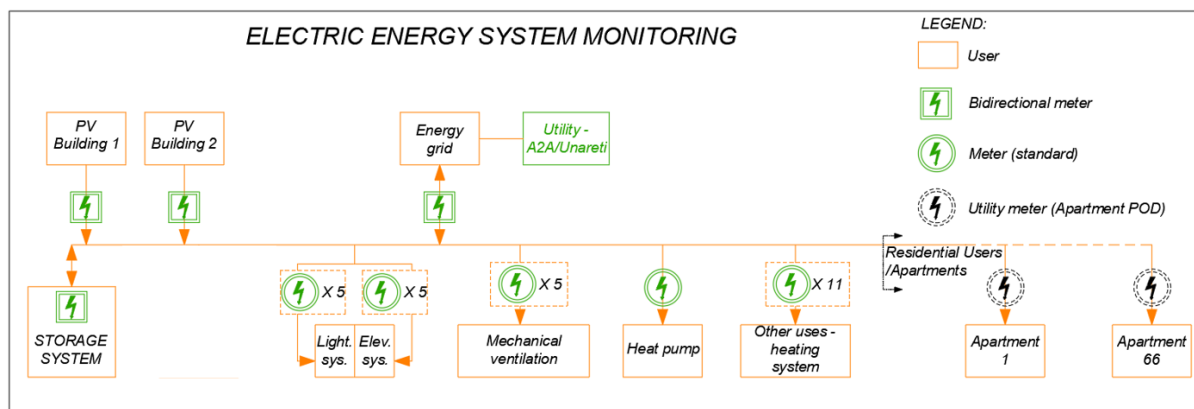 ELECTRIC ENERGY SYSTEM MONITORING
LEGEND:
User
Bidirectional meter
Meter (standard)
Utility meter (Apartment POD)
PV
Building 1
PV
Building 2
Energy
grid
Utility -
A2A/Unareti
Residential Users
/Apartments
X 5
X 5
X 5
X 11
STORAGE
SYSTEM
Light.
sys.
Elev.
sys.
Mechanical
ventilation
Heat pump
Other uses -
heating
system
Apartment
1
Apartment
66